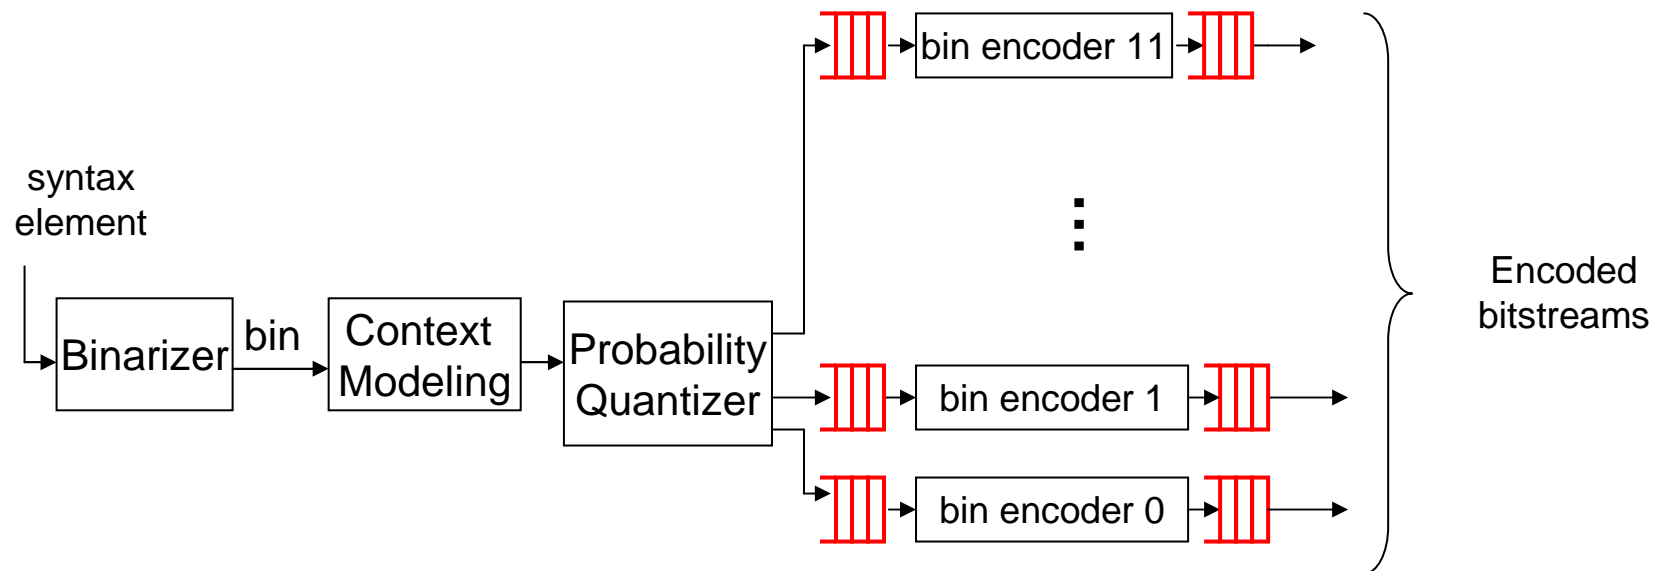 bin encoder 11
syntax
element
Binarizer
bin
Context
Modeling
Probability
Quantizer
bin encoder 1
bin encoder 0
Encoded
bitstreams